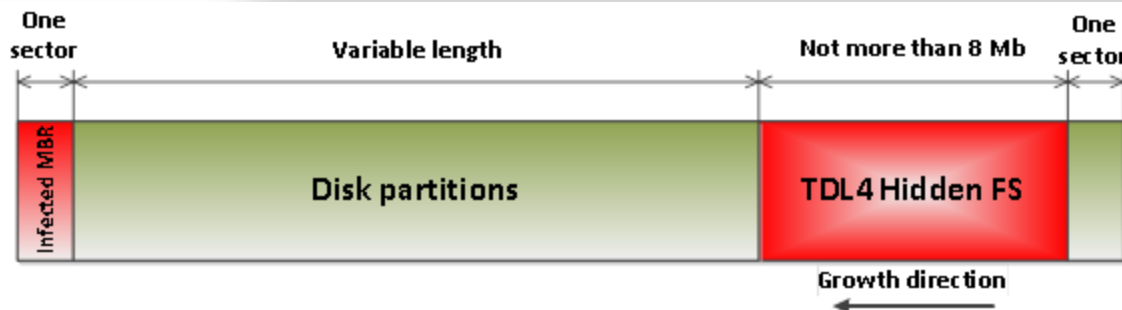 One
sector
Variable length
Not more than 8 Mb
One
sector
Infected MBR
Disk partitions
TDL4 Hidden FS
Growth direction